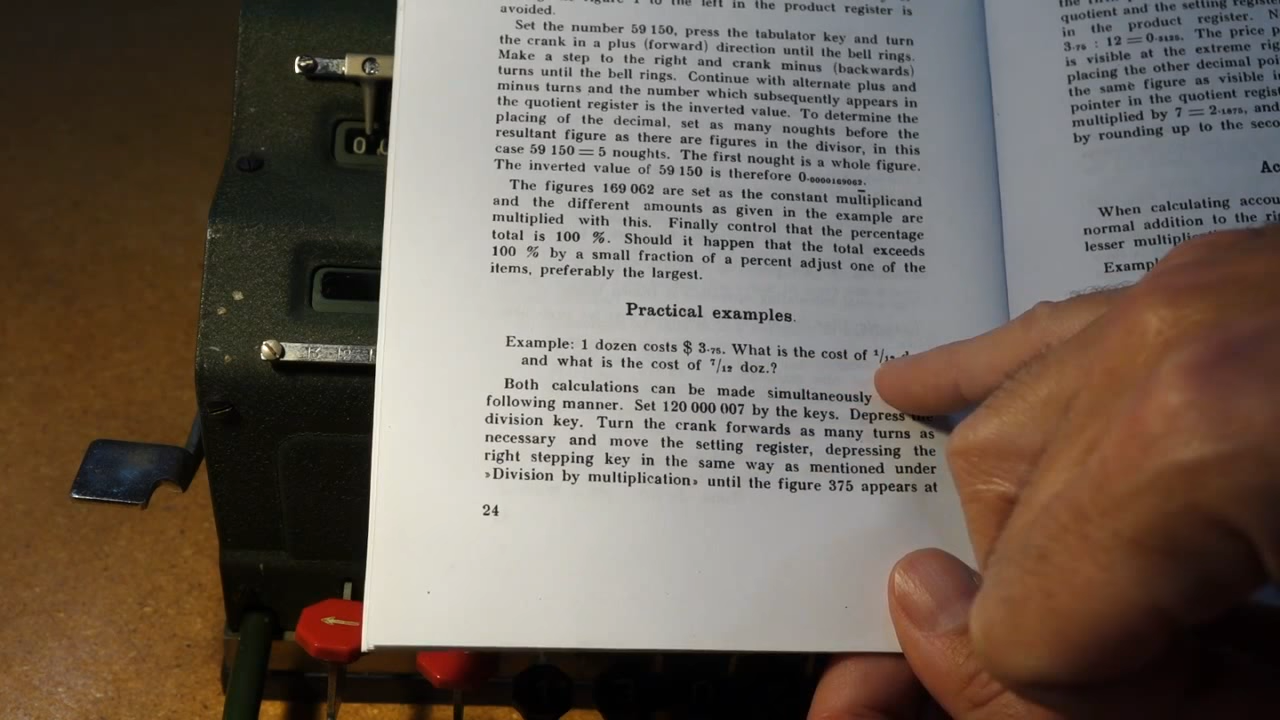 to the left in the product register is
avoided.
Set the number 59 150, press the tabulator key and turn
the crank in a plus (forward) direction until the bell rings.
Make a step to the right and crank minus (backwards)
turns until the bell rings. Continue with alternate plus and
minus turns and the number which subsequently appears in
the quotient register is the inverted value. To determine the
placing of the decimal, set as many noughts before the
resultant figure as there are figures in the divisor, in this
case 59 150 = 5 noughts. The first nought is a whole figure.
The inverted value of 59 150 is therefore 0.0000169062.
The figures 169 062 are set as the constant multiplicand
and the different amounts as given in the example are
multiplied with this. Finally control that the percentage
total is 100 %. Should it happen that the total exceeds
100 % by a small fraction of a percent adjust one of the
items, preferably the largest.
Practical examples.
Example: 1 dozen costs $ 3.75. What is the cost of 1/12
and what is the cost of 7/12 doz.?
Both calculations can be made simultaneously
following manner. Set 120 000 007 by the keys. Depress the
division key. Turn the crank forwards as many turns as
necessary and move the setting register, depressing the
right stepping key in the same way as mentioned under
»Division by multiplication» until the figure 375 appears at
24
quotient and the setting
in the product register.
3.75 : 12 = 0.3125. The price
is visible at the extreme
placing the other decimal
the same figure as visible
pointer in the quotient
multiplied by 7 = 2.1875, and
by rounding up to the
When calculating
normal addition to the
lesser
0